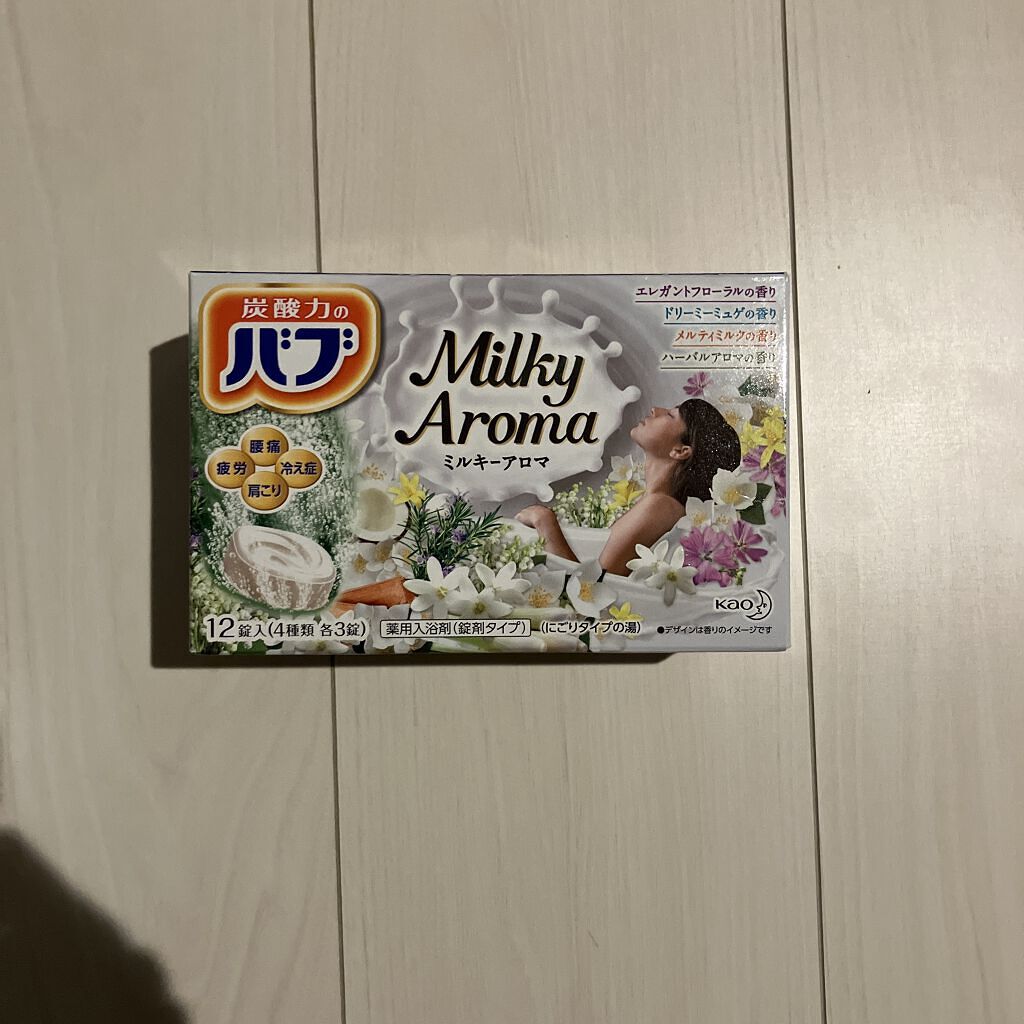 炭酸力の
バブ
Milky
Aroma
ミルキーアロマ
エレガントフローラルの香り
ドリーミーミュゲの香り
メルティミルクの香り
ハーバルアロマの香り
腰痛
疲労
冷え症
肩こり
12錠入(4種類 各3錠)
薬用入浴剤(錠剤タイプ)
(にごりタイプの湯)
Kao
●デザインは香りのイメージです